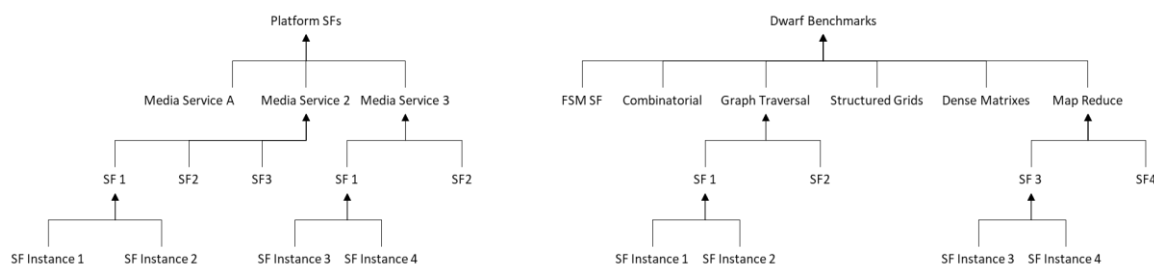 Platform SFs
Dwarf Benchmarks
Media Service A Media Service 2 Media Service 3
FSM SF Combinatorial Graph Traversal Structured Grids Dense Matrixes Map Reduce
SF 1 SF2 SF3 SF 1 SF2
SF 1 SF2 SF 3 SF4
SF Instance 1 SF Instance 2 SF Instance 3 SF Instance 4
SF Instance 1 SF Instance 2 SF Instance 3 SF Instance 4